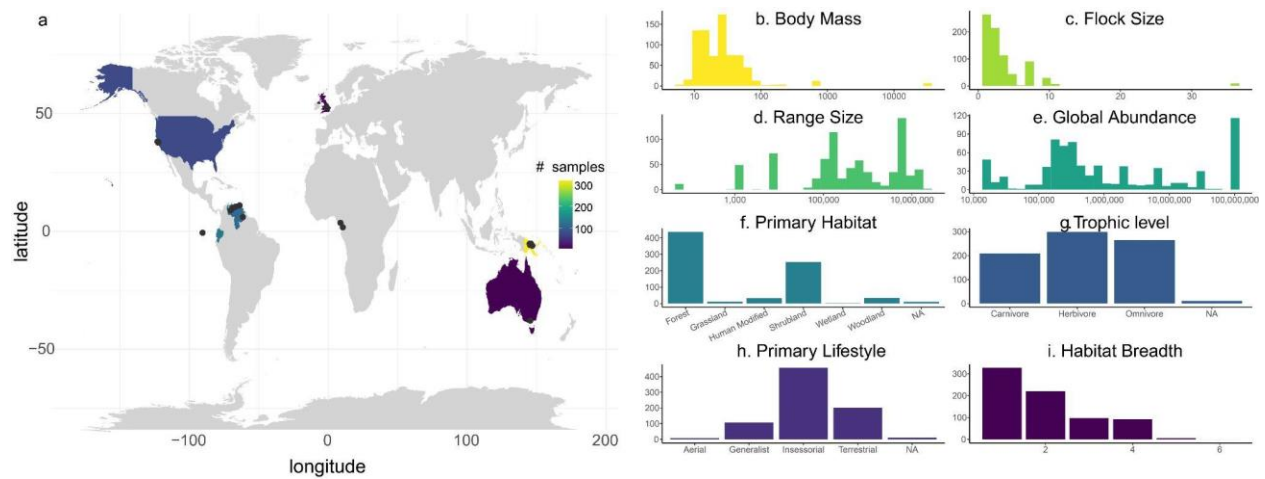 a
50
0
−50
latitude
−100
0
100
200
longitude
# samples
300
200
100
b. Body Mass
150
100
50
0
10
100
1,000
10000
c. Flock Size
200
100
0
0
10
20
30
d. Range Size
100
50
0
1,000
100,000
10,000,000
e. Global Abundance
120
90
60
30
0
10,000
100,000
1,000,000
10,000,000
100,000,000
f. Primary Habitat
400
300
200
100
0
Forest
Grassland
Human Modified
Shrubland
Wetland
Woodland
NA
g.Trophic level
300
200
100
0
Carnivore
Herbivore
Omnivore
NA
h. Primary Lifestyle
400
300
200
100
0
Aerial
Generalist
Insessorial
Terrestrial
NA
i. Habitat Breadth
300
200
100
0
2
4
6